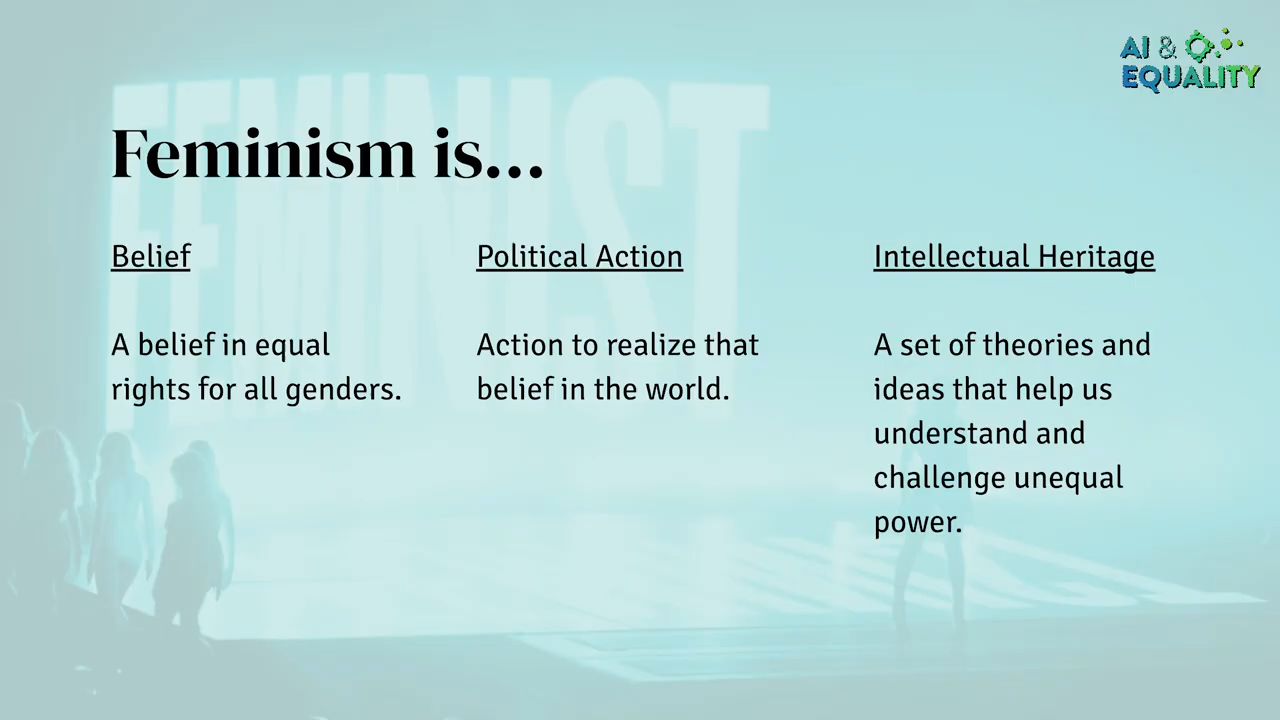 AI &
EQUALITY
FEMINIST
Feminism is...
Belief
A belief in equal
rights for all genders.
Political Action
Action to realize that
belief in the world.
Intellectual Heritage
A set of theories and
ideas that help us
understand and
challenge unequal
power.